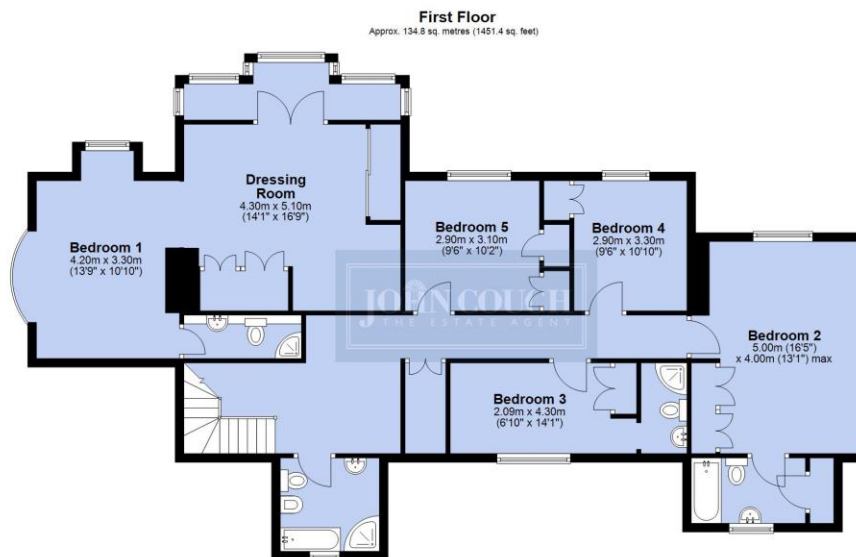 First Floor
Approx. 134.8 sq. metres (1451.4 sq. feet)
Dressing
Room
4.30m x 5.10m
(14'1" x 16'9")
Bedroom 1
4.20m x 3.30m
(13'9" x 10'10")
Bedroom 5
2.90m x 3.10m
(9'6" x 10'2")
Bedroom 4
2.90m x 3.30m
(9'6" x 10'10")
JOHN COUCH
THE ESTATE AGENT
Bedroom 2
5.00m (16'5")
x 4.00m (13'1") max
Bedroom 3
2.09m x 4.30m
(6'10" x 14'1")